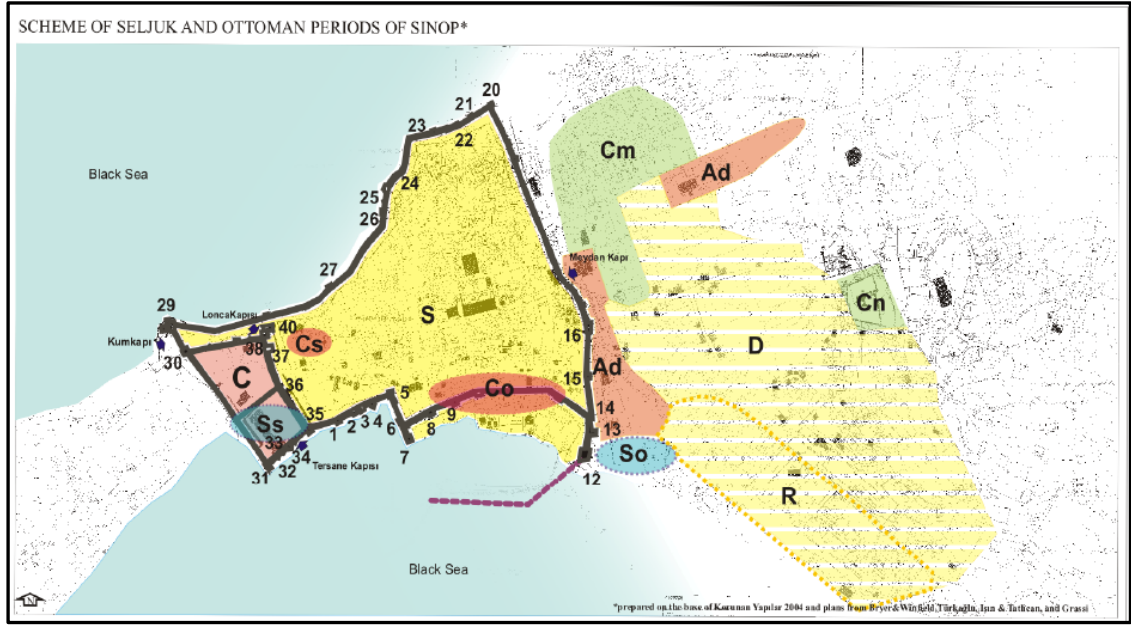 SCHEME OF SELJUK AND OTTOMAN PERIODS OF SINOP*
20
21
22
23
Cm
Ad
Black Sea
24
25
26
Meydan Kapı
27
Cn
29
LoncaKapısı
40
S
16
Kumkapı
38
37
Cs
D
30
C
36
Ad
15
5
Co
Ss
35
1
2
3
4
6
8
9
14
13
33
34
32
7
So
31
Tersane Kapısı
12
R
Black Sea
N
*prepared on the base of Korunan Yapılar 2004 and plans from Bryer&Winfield, Türkoğlu, Işın & Tatlıcan, and Grassi